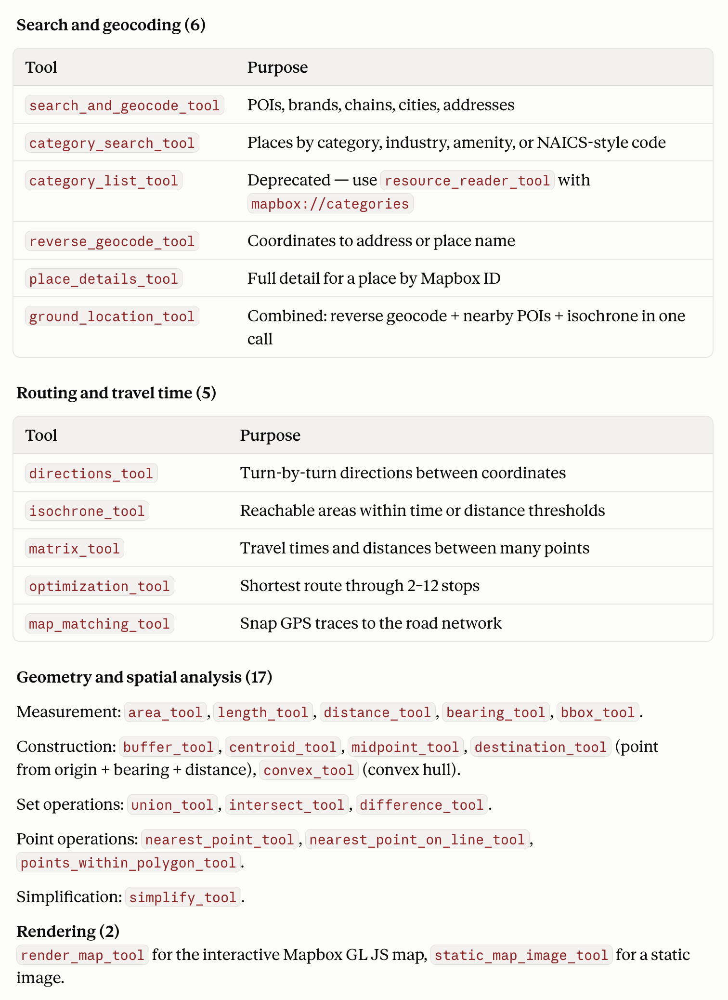 Search and geocoding (6)
Tool Purpose
search_and_geocode_tool POIs, brands, chains, cities, addresses
category_search_tool Places by category, industry, amenity, or NAICS-style code
category_list_tool Deprecated — use resource_reader_tool with
mapbox://categories
reverse_geocode_tool Coordinates to address or place name
place_details_tool Full detail for a place by Mapbox ID
ground_location_tool Combined: reverse geocode + nearby POIs + isochrone in one
call
Routing and travel time (5)
Tool Purpose
directions_tool Turn-by-turn directions between coordinates
isochrone_tool Reachable areas within time or distance thresholds
matrix_tool Travel times and distances between many points
optimization_tool Shortest route through 2–12 stops
map_matching_tool Snap GPS traces to the road network
Geometry and spatial analysis (17)
Measurement: area_tool, length_tool, distance_tool, bearing_tool, bbox_tool.
Construction: buffer_tool, centroid_tool, midpoint_tool, destination_tool (point
from origin + bearing + distance), convex_tool (convex hull).
Set operations: union_tool, intersect_tool, difference_tool.
Point operations: nearest_point_tool, nearest_point_on_line_tool,
points_within_polygon_tool.
Simplification: simplify_tool.
Rendering (2)
render_map_tool for the interactive Mapbox GL JS map, static_map_image_tool for a static
image.